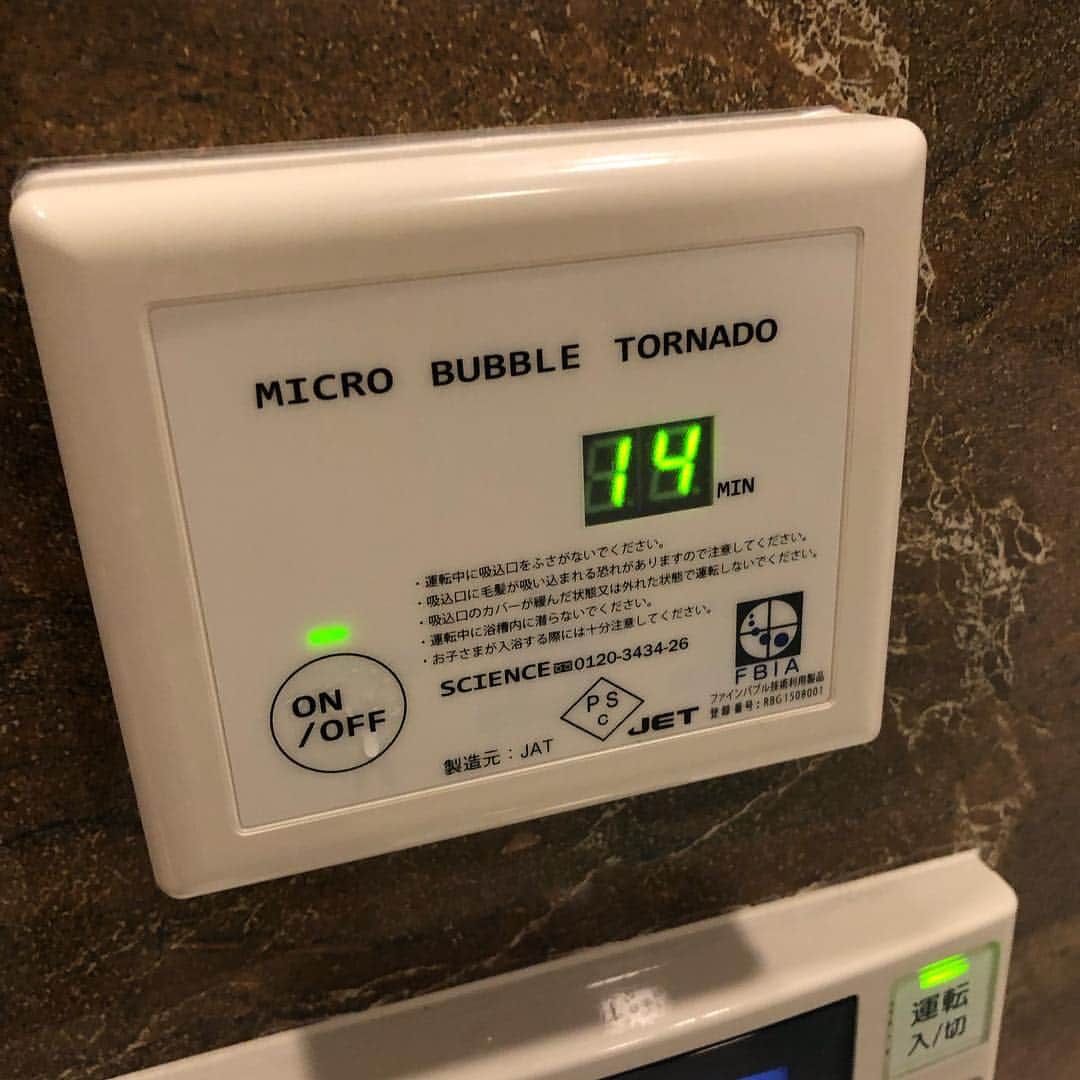 MICRO BUBBLE TORNADO
14 MIN
・運転中に吸込口をふさがないでください。
・吸込口に毛髪が吸い込まれる恐れがありますので注意してください。
・吸込口のカバーが緩んだ状態又は外れた状態で運転しないでください。
・運転中に浴槽内に潜らないでください。
・お子さまが入浴する際には十分注意してください。
ON
/OFF
SCIENCE 0120-3434-26
製造元：JAT
PS
C
JET
FBIA
ファインバブル技術利用製品
登録番号：RBG1508001
運転
入/切